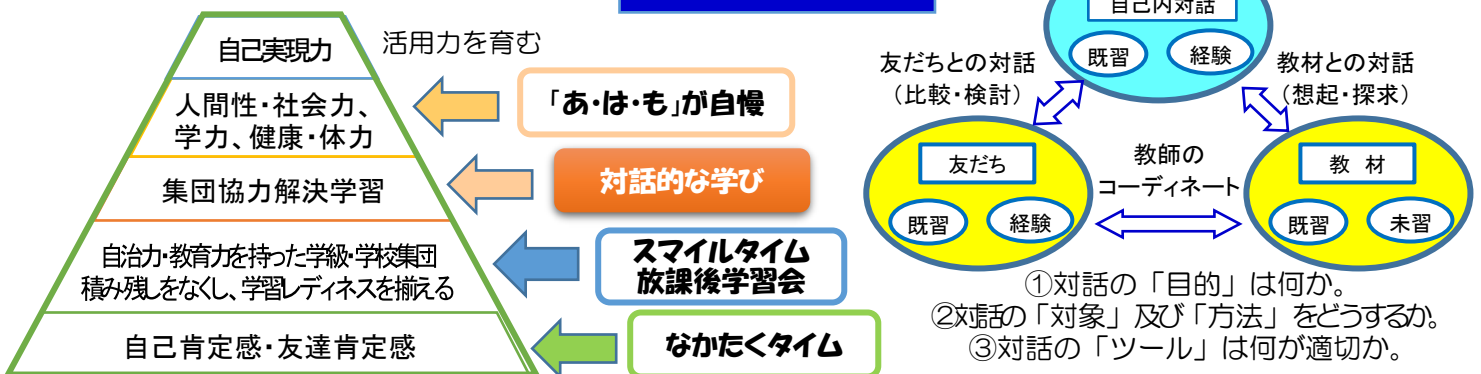 自己実現力
活用力を育む
人間性・社会力、
学力、健康・体力
「あ・は・も」が自慢
集団協力解決学習
対話的な学び
自治力・教育力を持った学級・学校集団
積み残しをなくし、学習レディネスを揃える
スマイルタイム
放課後学習会
自己肯定感・友達肯定感
なかたくタイム
自己内対話
既習
経験
友だちとの対話
（比較・検討）
教材との対話
（想起・探求）
友だち
既習
経験
教師の
コーディネート
教 材
既習
未習
①対話の「目的」は何か。
②対話の「対象」及び「方法」をどうするか。
③対話の「ツール」は何が適切か。